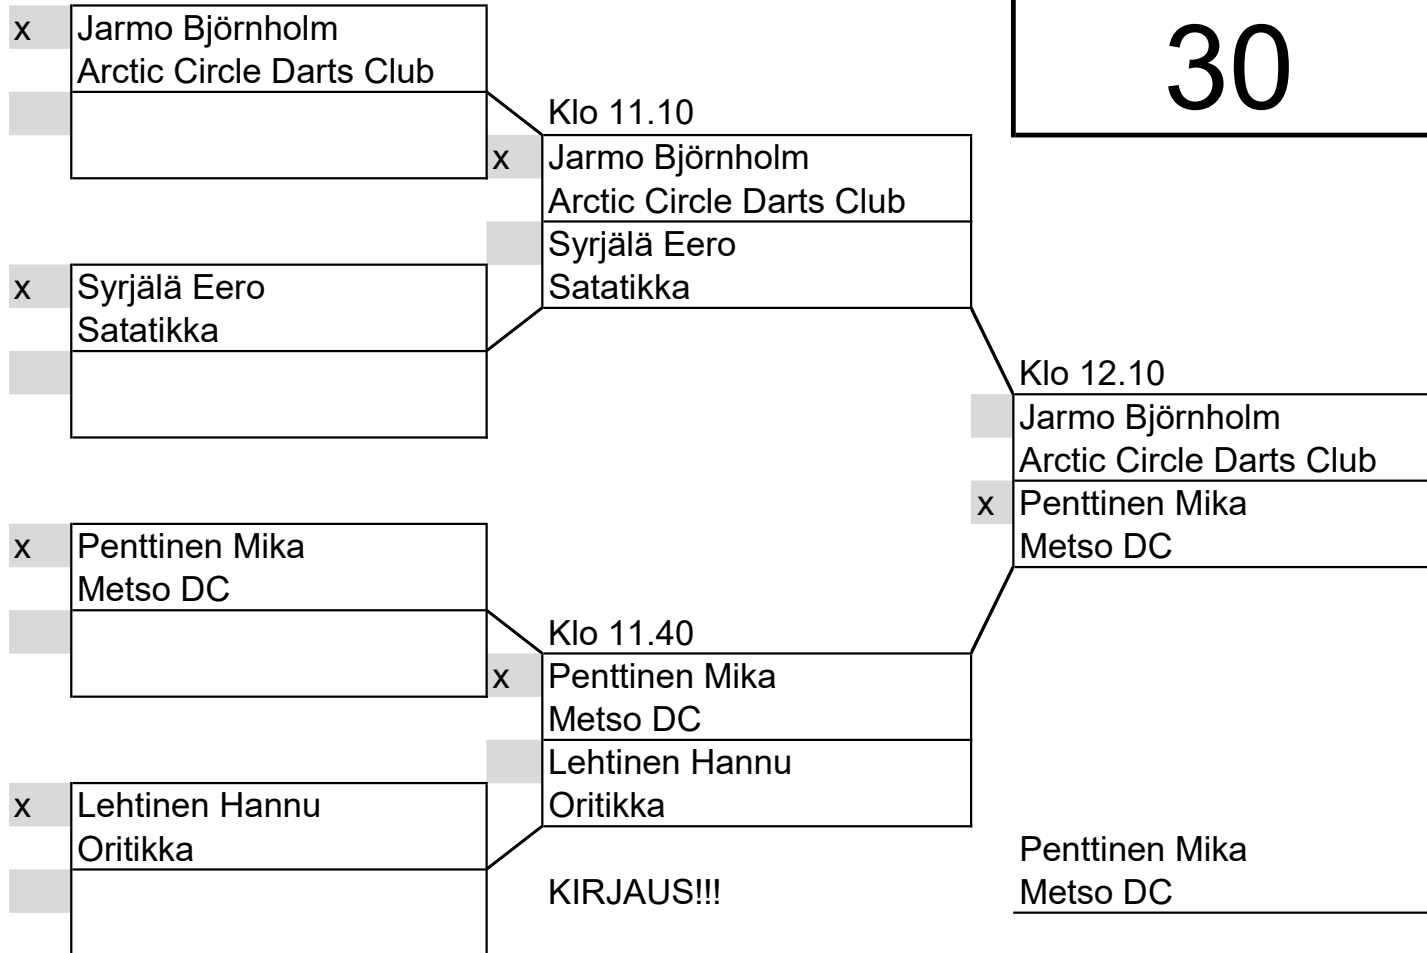 x Jarmo Björnholm
Arctic Circle Darts Club
30
Klo 11.10
x Jarmo Björnholm
Arctic Circle Darts Club
Syrjälä Eero
Satatikka
x Syrjälä Eero
Satatikka
Klo 12.10
Jarmo Björnholm
Arctic Circle Darts Club
x Penttinen Mika
Metso DC
x Penttinen Mika
Metso DC
Klo 11.40
x Penttinen Mika
Metso DC
Lehtinen Hannu
Oritikka
x Lehtinen Hannu
Oritikka
KIRJAUS!!!
Penttinen Mika
Metso DC